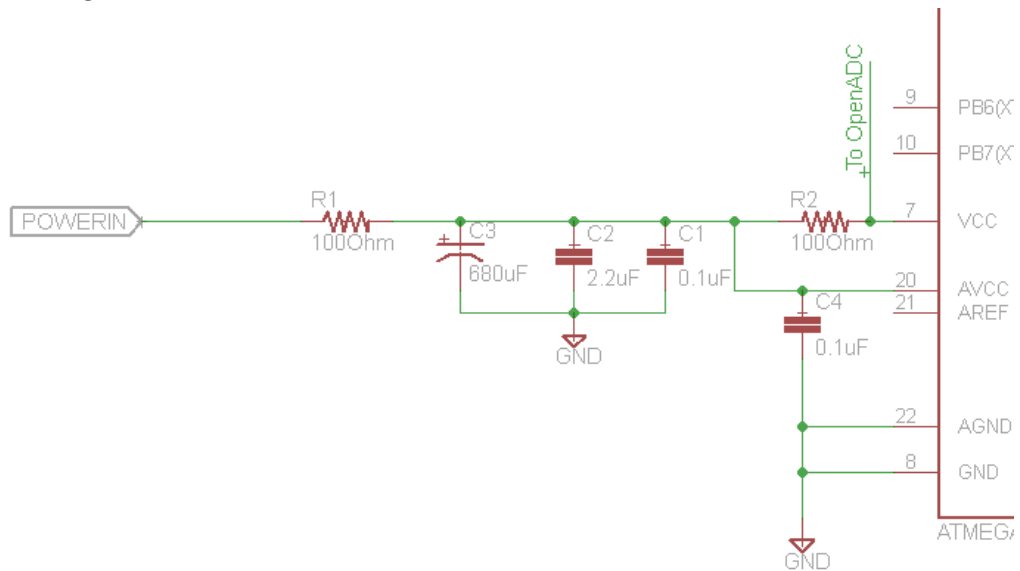 To OpenADC
9
PB6(X
10
PB7(X
R1
R2
POWERIN
100Ohm
100Ohm
7
VCC
C3
C2
C1
680uF
2.2uF
0.1uF
20
AVCC
21
AREF
C4
0.1uF
GND
22
AGND
8
GND
ATMEGA
GND